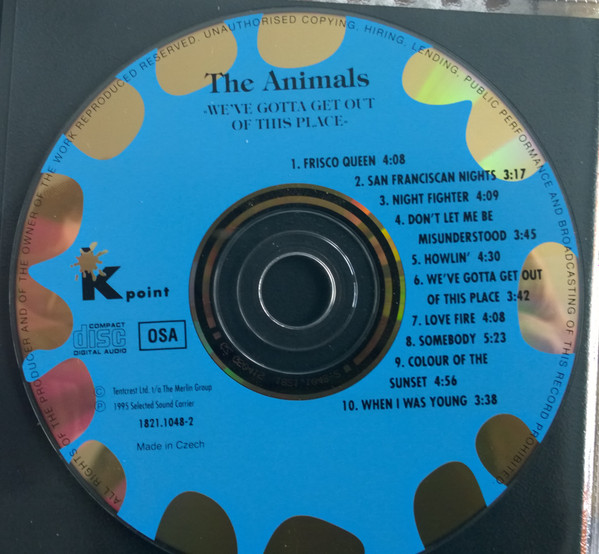 ALL RIGHTS OF THE PRODUCER AND OF THE OWNER OF THE WORK REPRODUCED RESERVED. UNAUTHORISED COPYING, HIRING, LENDING, PUBLIC PERFORMANCE AND BROADCASTING OF THIS RECORD PROHIBITED
The Animals
-WE'VE GOTTA GET OUT
OF THIS PLACE-
1. FRISCO QUEEN 4:08
2. SAN FRANCISCAN NIGHTS 3:17
3. NIGHT FIGHTER 4:09
4. DON'T LET ME BE
MISUNDERSTOOD 3:45
5. HOWLIN' 4:30
6. WE'VE GOTTA GET OUT
OF THIS PLACE 3:42
7. LOVE FIRE 4:08
8. SOMEBODY 5:23
9. COLOUR OF THE
SUNSET 4:56
10. WHEN I WAS YOUNG 3:38
K point
COMPACT
disc
DIGITAL AUDIO
OSA
© Tentcrest Ltd. t/a The Merlin Group
℗ 1995 Selected Sound Carrier
1821.1048-2
Made in Czech